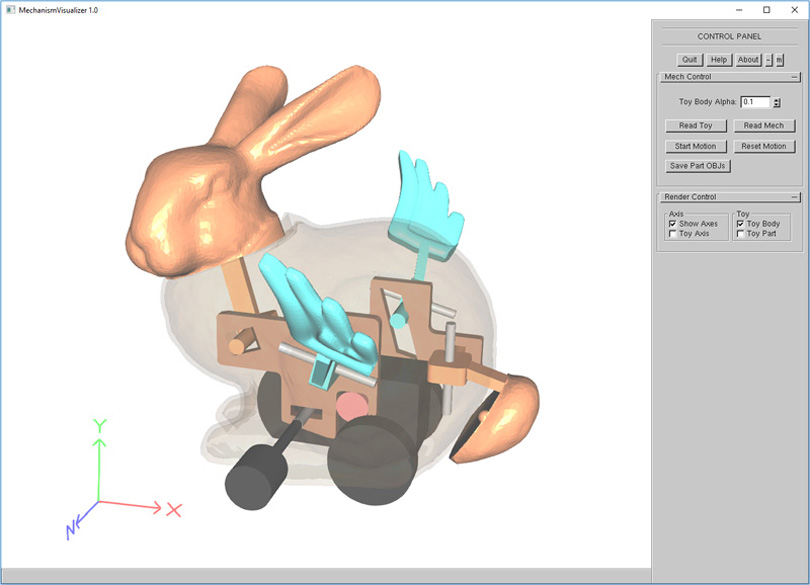 MechanismVisualizer 1.0
CONTROL PANEL
Quit Help About - m
Mech Control
Toy Body Alpha: 0.1
Read Toy Read Mech
Start Motion Reset Motion
Save Part OBJs
Render Control
Axis Toy
Show Axes Toy Body
Toy Axis Toy Part
Y
X
Z